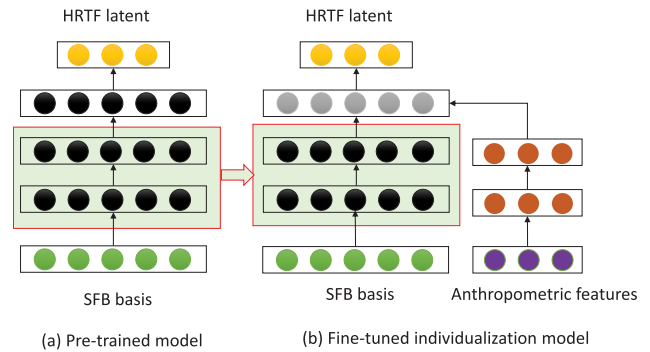 HRTF latent
HRTF latent
SFB basis
SFB basis
Anthropometric features
(a) Pre-trained model
(b) Fine-tuned individualization model